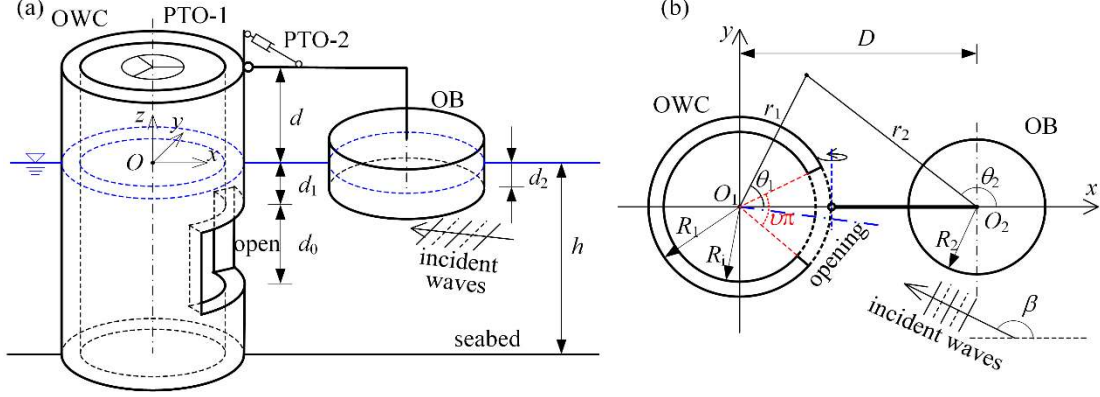 (a)
OWC PTO-1
PTO-2
OB
d
z
y
O
x
d₁
d₂
open
d₀
h
incident
waves
seabed
(b)
y
D
OWC
r₁
r₂
OB
θ₁
θ₂
O₁
υπ
x
O₂
R₁
Rᵢ
R₂
opening
incident waves
β